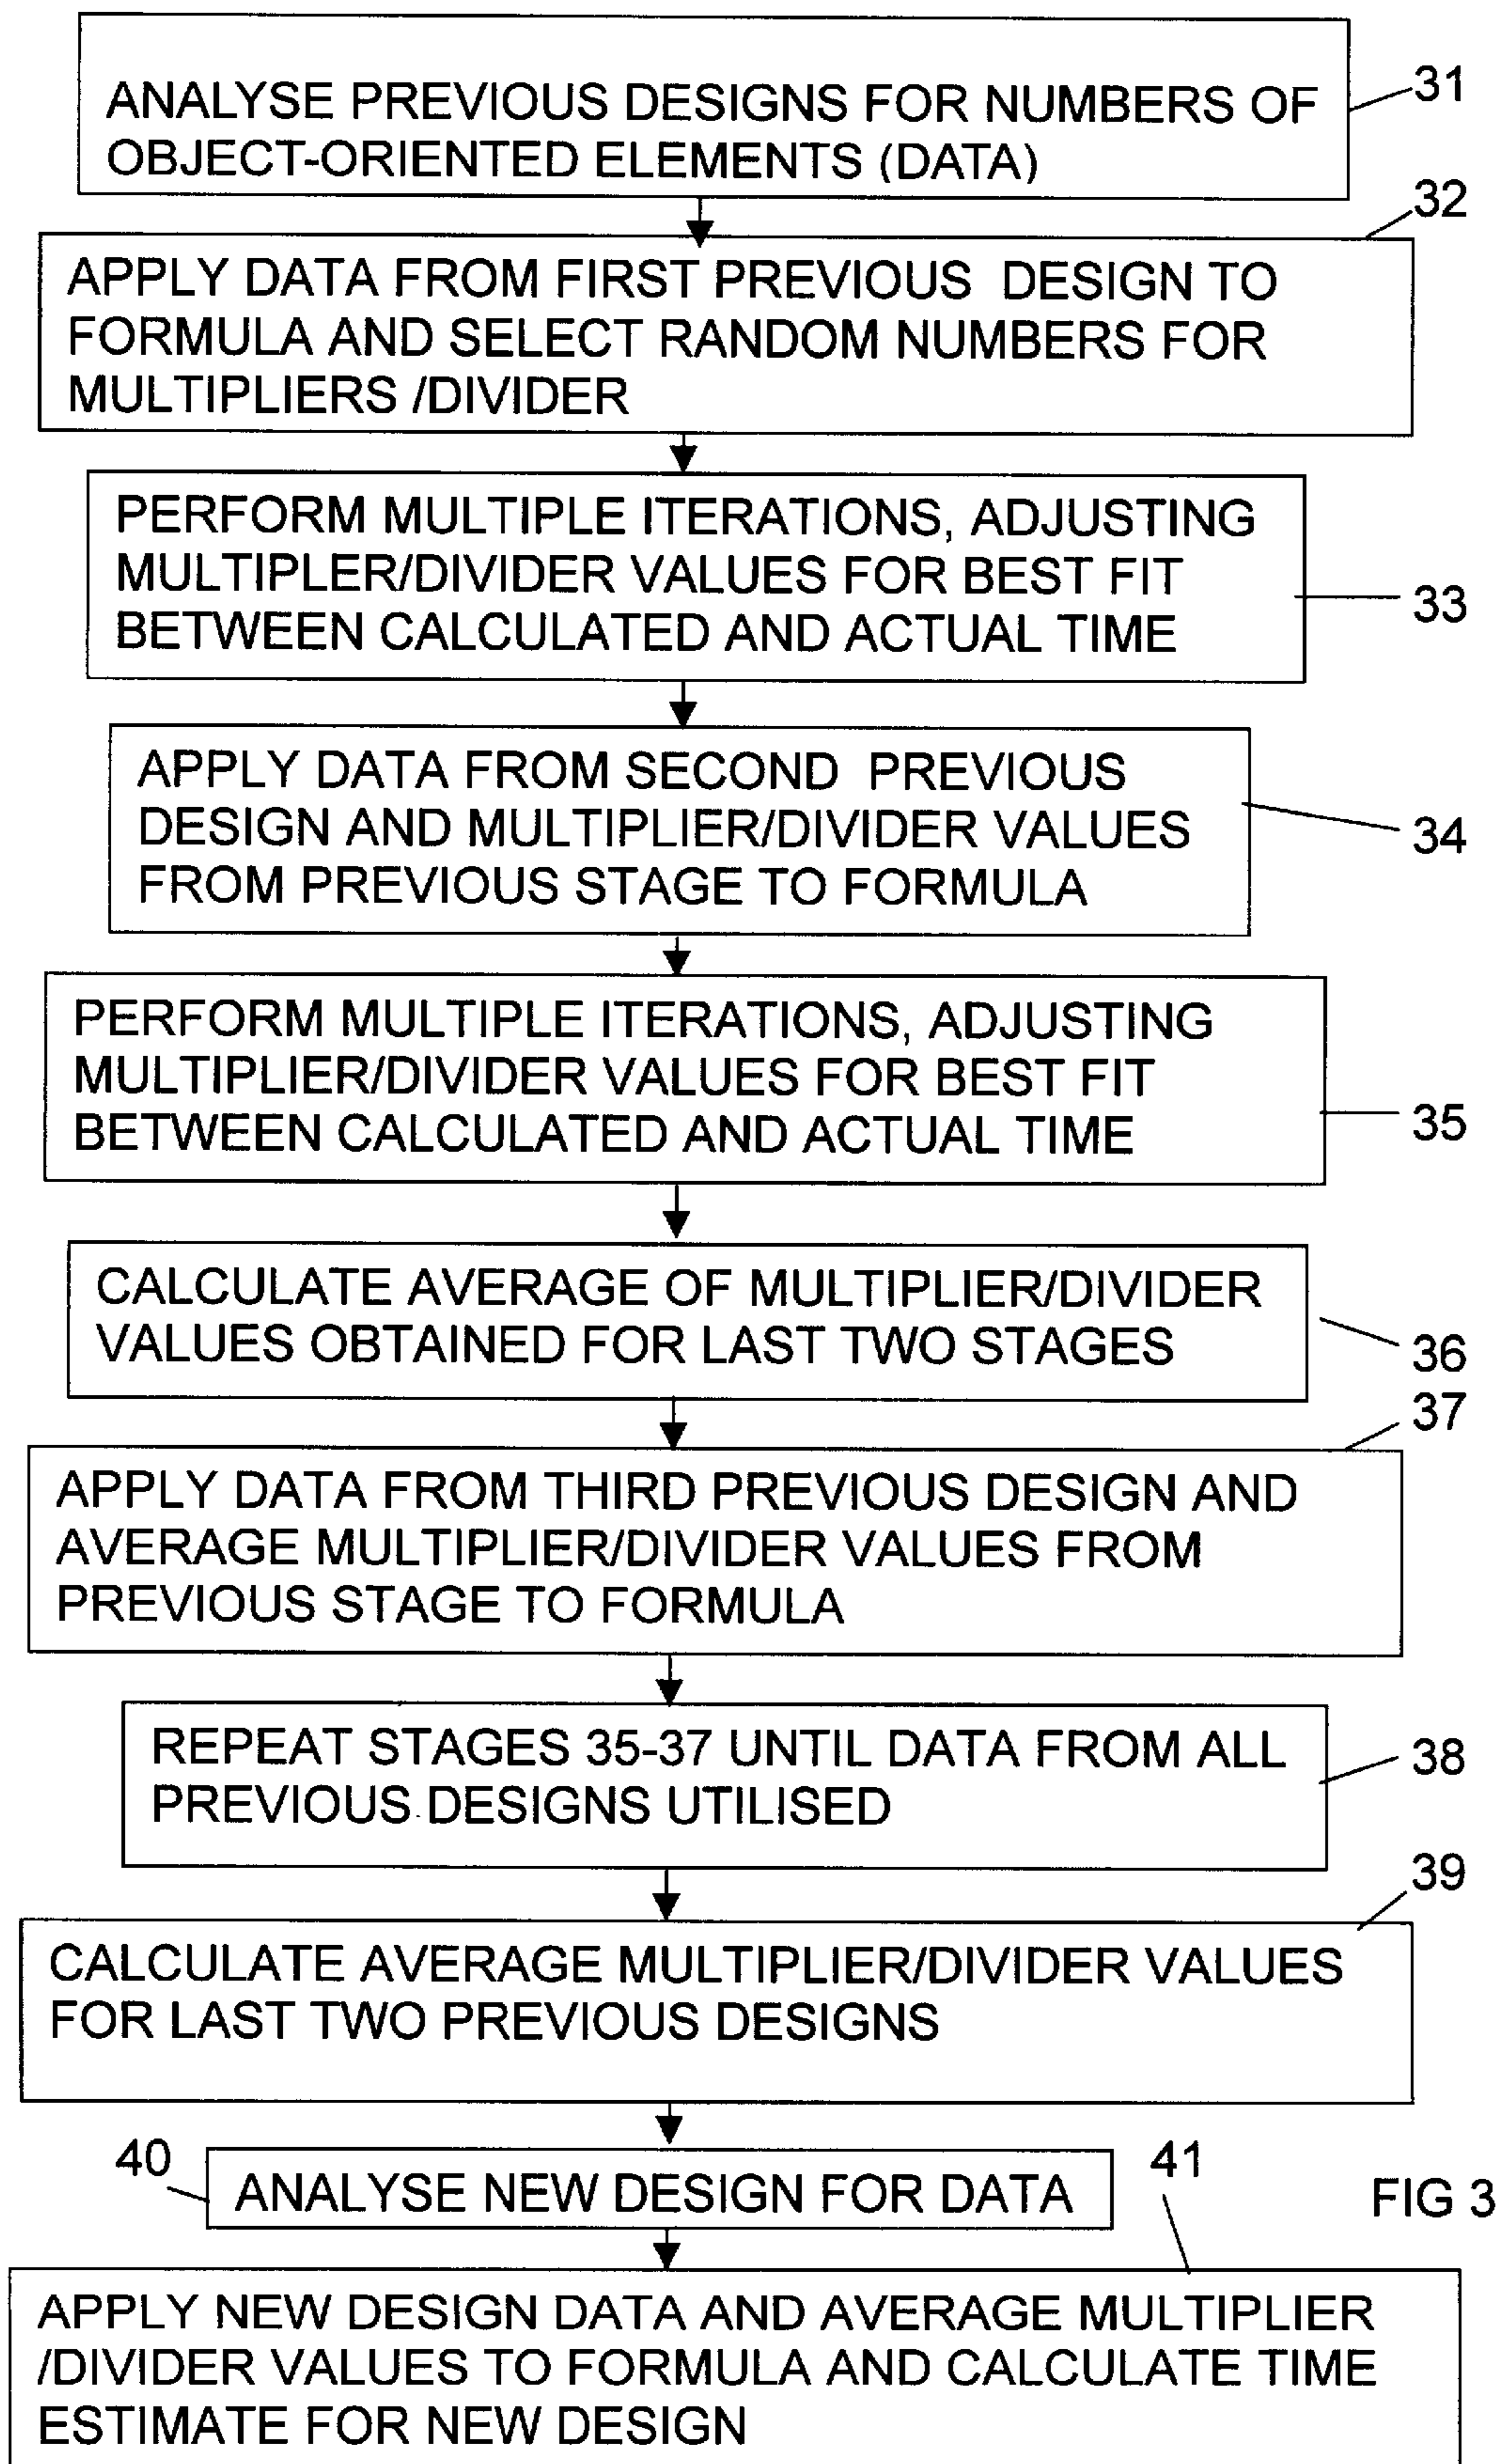 ANALYSE PREVIOUS DESIGNS FOR NUMBERS OF
OBJECT-ORIENTED ELEMENTS (DATA)
31
32
APPLY DATA FROM FIRST PREVIOUS DESIGN TO
FORMULA AND SELECT RANDOM NUMBERS FOR
MULTIPLIERS /DIVIDER
PERFORM MULTIPLE ITERATIONS, ADJUSTING
MULTIPLER/DIVIDER VALUES FOR BEST FIT
BETWEEN CALCULATED AND ACTUAL TIME
33
APPLY DATA FROM SECOND PREVIOUS
DESIGN AND MULTIPLIER/DIVIDER VALUES
FROM PREVIOUS STAGE TO FORMULA
34
PERFORM MULTIPLE ITERATIONS, ADJUSTING
MULTIPLIER/DIVIDER VALUES FOR BEST FIT
BETWEEN CALCULATED AND ACTUAL TIME
35
CALCULATE AVERAGE OF MULTIPLIER/DIVIDER
VALUES OBTAINED FOR LAST TWO STAGES
36
37
APPLY DATA FROM THIRD PREVIOUS DESIGN AND
AVERAGE MULTIPLIER/DIVIDER VALUES FROM
PREVIOUS STAGE TO FORMULA
REPEAT STAGES 35-37 UNTIL DATA FROM ALL
PREVIOUS DESIGNS UTILISED
38
39
CALCULATE AVERAGE MULTIPLIER/DIVIDER VALUES
FOR LAST TWO PREVIOUS DESIGNS
40
ANALYSE NEW DESIGN FOR DATA
41
FIG 3
APPLY NEW DESIGN DATA AND AVERAGE MULTIPLIER
/DIVIDER VALUES TO FORMULA AND CALCULATE TIME
ESTIMATE FOR NEW DESIGN